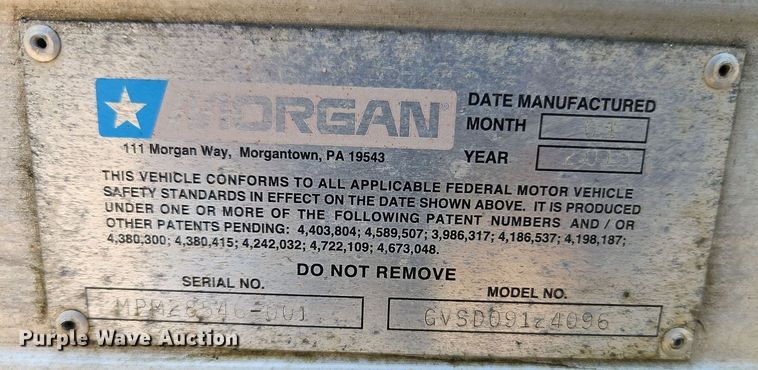 MORGAN®
111 Morgan Way, Morgantown, PA 19543
DATE MANUFACTURED
MONTH
YEAR
THIS VEHICLE CONFORMS TO ALL APPLICABLE FEDERAL MOTOR VEHICLE
SAFETY STANDARDS IN EFFECT ON THE DATE SHOWN ABOVE. IT IS PRODUCED
UNDER ONE OR MORE OF THE FOLLOWING PATENT NUMBERS AND / OR
OTHER PATENTS PENDING: 4,403,804; 4,589,507; 3,986,317; 4,186,537; 4,198,187;
4,380,300; 4,380,415; 4,242,032; 4,722,109; 4,673,048.
DO NOT REMOVE
SERIAL NO.
MPM28546-001
MODEL NO.
GVSD09124096
Purple Wave Auction